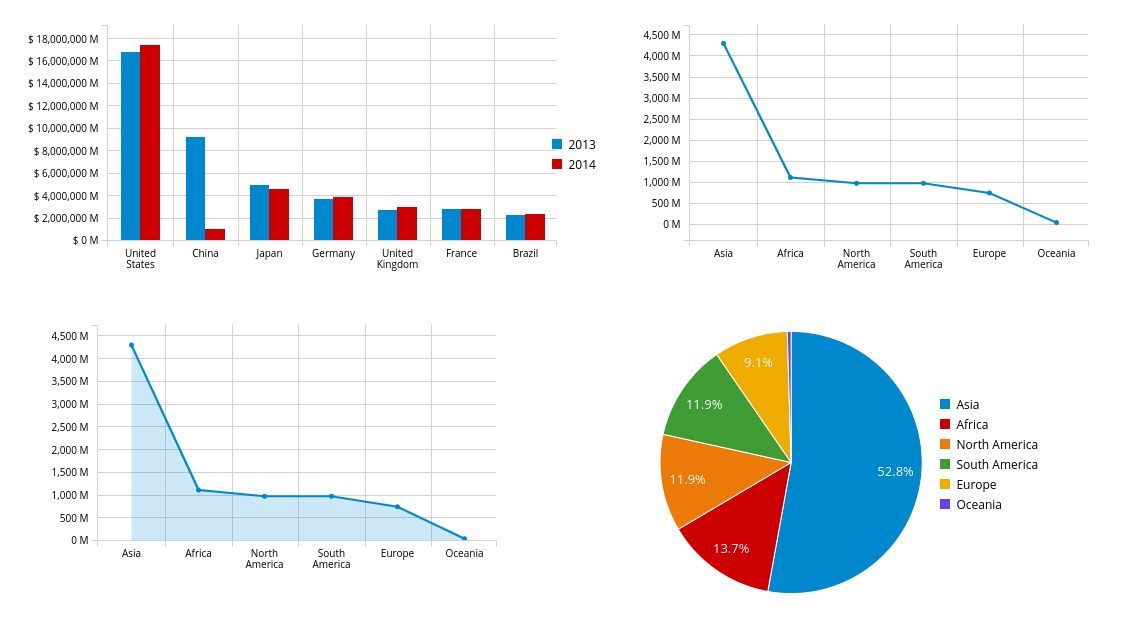 $ 18,000,000 M
$ 16,000,000 M
$ 14,000,000 M
$ 12,000,000 M
$ 10,000,000 M
$ 8,000,000 M
$ 6,000,000 M
$ 4,000,000 M
$ 2,000,000 M
$ 0 M
United
States
China
Japan
Germany
United
Kingdom
France
Brazil
2013
2014
4,500 M
4,000 M
3,500 M
3,000 M
2,500 M
2,000 M
1,500 M
1,000 M
500 M
0 M
Asia
Africa
North
America
South
America
Europe
Oceania
4,500 M
4,000 M
3,500 M
3,000 M
2,500 M
2,000 M
1,500 M
1,000 M
500 M
0 M
Asia
Africa
North
America
South
America
Europe
Oceania
9.1%
11.9%
11.9%
13.7%
52.8%
Asia
Africa
North America
South America
Europe
Oceania